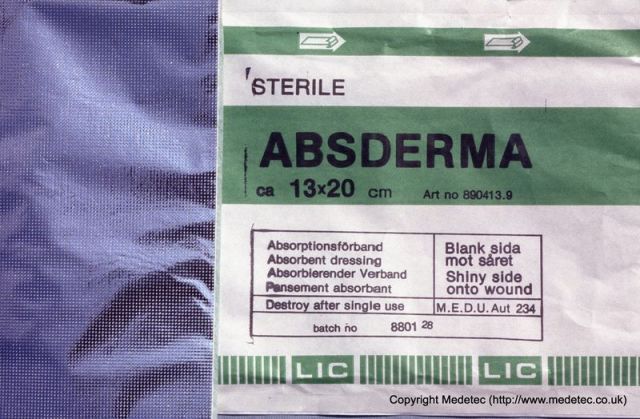 STERILE
ABSDERMA
ca 13x20 cm Art no 890413.9
Absorptionsförband
Absorbent dressing
Absorbierender Verband
Pansement absorbant
Blank sida
mot såret
Shiny side
onto wound
Destroy after single use
M.E.D.U. Aut 234
batch no 8801 28
LIC LIC
Copyright Medetec (http://www.medetec.co.uk)